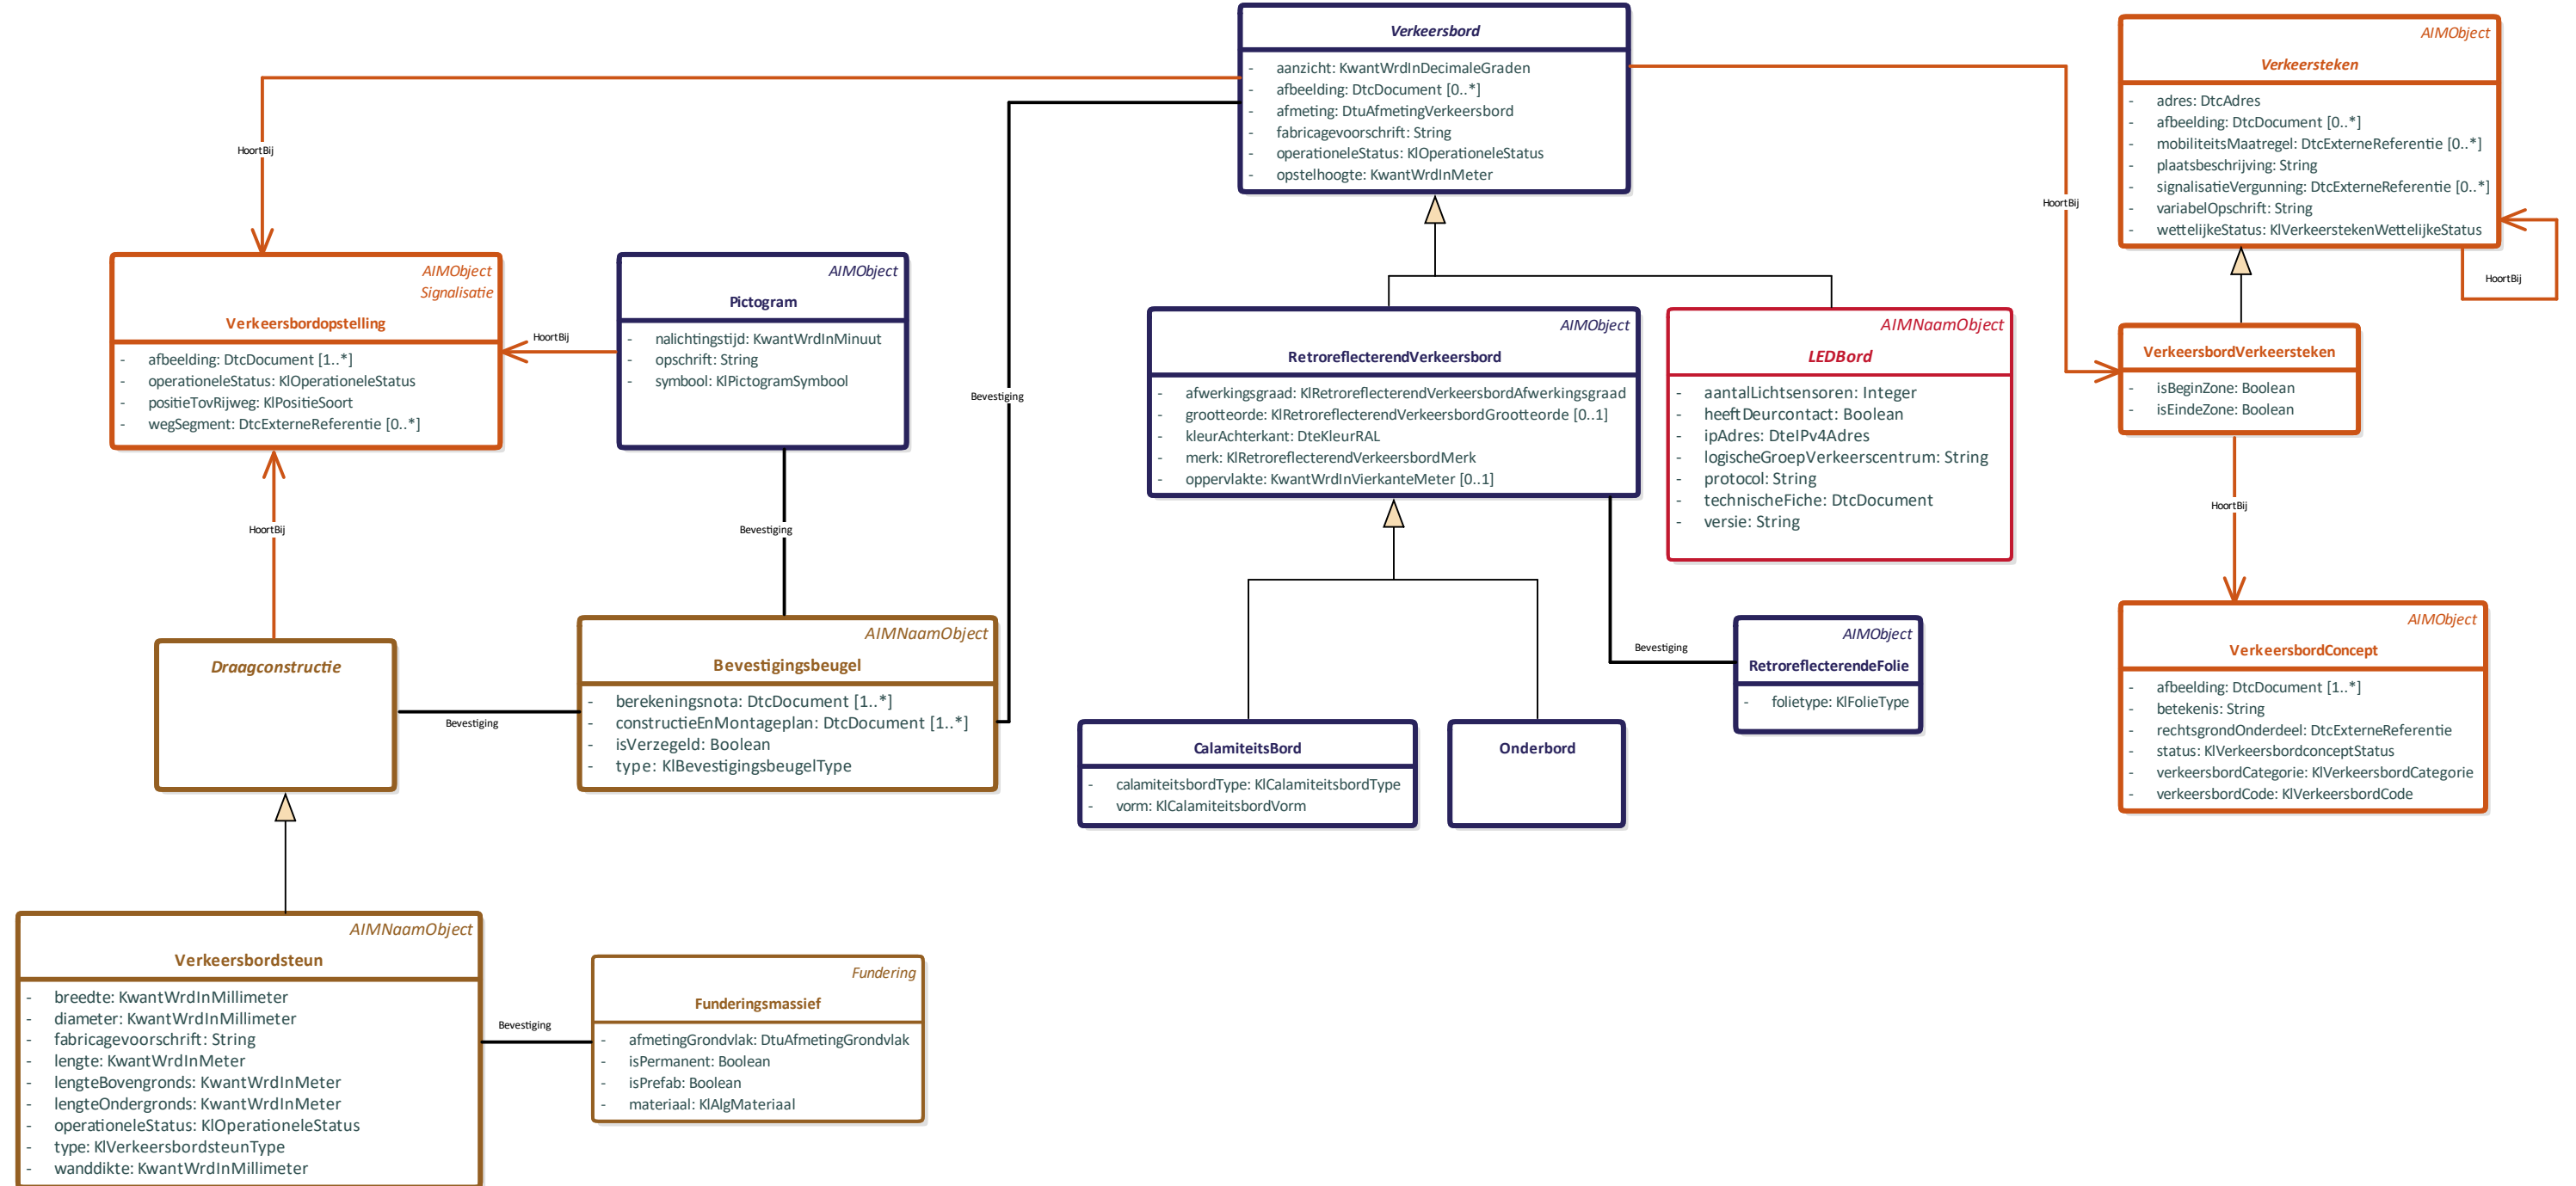 Verkeersbord
- aanzicht: KwantWrdInDecimaleGraden
- afbeelding: DtcDocument [0..*]
- afmeting: DtuAfmetingVerkeersbord
- fabricagevoorschrift: String
- operationeleStatus: KlOperationeleStatus
- opstelhoogte: KwantWrdInMeter
AIMObject
Verkeersteken
- adres: DtcAdres
- afbeelding: DtcDocument [0..*]
- mobiliteitsMaatregel: DtcExterneReferentie [0..*]
- plaatsbeschrijving: String
- signalisatieVergunning: DtcExterneReferentie [0..*]
- variabelOpschrift: String
- wettelijkeStatus: KlVerkeerstekenWettelijkeStatus
HoortBij
HoortBij
HoortBij
AIMObject
Signalisatie
Verkeersbordopstelling
- afbeelding: DtcDocument [1..*]
- operationeleStatus: KlOperationeleStatus
- positieTovRijweg: KlPositieSoort
- wegSegment: DtcExterneReferentie [0..*]
HoortBij
AIMObject
Pictogram
- nalichtingstijd: KwantWrdInMinuut
- opschrift: String
- symbool: KlPictogramSymbool
Bevestiging
AIMObject
RetroreflecterendVerkeersbord
- afwerkingsgraad: KlRetroreflecterendVerkeersbordAfwerkingsgraad
- grootteorde: KlRetroreflecterendVerkeersbordGrootteorde [0..1]
- kleurAchterkant: DteKleurRAL
- merk: KlRetroreflecterendVerkeersbordMerk
- oppervlakte: KwantWrdInVierkanteMeter [0..1]
AIMNaamObject
LEDBord
- aantalLichtsensoren: Integer
- heeftDeurcontact: Boolean
- ipAdres: DteIPv4Adres
- logischeGroepVerkeerscentrum: String
- protocol: String
- technischeFiche: DtcDocument
- versie: String
VerkeersbordVerkeersteken
- isBeginZone: Boolean
- isEindeZone: Boolean
HoortBij
HoortBij
Bevestiging
Draagconstructie
Bevestiging
AIMNaamObject
Bevestigingsbeugel
- berekeningsnota: DtcDocument [1..*]
- constructieEnMontageplan: DtcDocument [1..*]
- isVerzegeld: Boolean
- type: KlBevestigingsbeugelType
CalamiteitsBord
- calamiteitsbordType: KlCalamiteitsbordType
- vorm: KlCalamiteitsbordVorm
Onderbord
Bevestiging
AIMObject
RetroreflecterendeFolie
- folietype: KlFolieType
AIMObject
VerkeersbordConcept
- afbeelding: DtcDocument [1..*]
- betekenis: String
- rechtsgrondOnderdeel: DtcExterneReferentie
- status: KlVerkeersbordconceptStatus
- verkeersbordCategorie: KlVerkeersbordCategorie
- verkeersbordCode: KlVerkeersbordCode
AIMNaamObject
Verkeersbordsteun
- breedte: KwantWrdInMillimeter
- diameter: KwantWrdInMillimeter
- fabricagevoorschrift: String
- lengte: KwantWrdInMeter
- lengteBovengronds: KwantWrdInMeter
- lengteOndergronds: KwantWrdInMeter
- operationeleStatus: KlOperationeleStatus
- type: KlVerkeersbordsteunType
- wanddikte: KwantWrdInMillimeter
Bevestiging
Fundering
Funderingsmassief
- afmetingGrondvlak: DtuAfmetingGrondvlak
- isPermanent: Boolean
- isPrefab: Boolean
- materiaal: KlAlgMateriaal